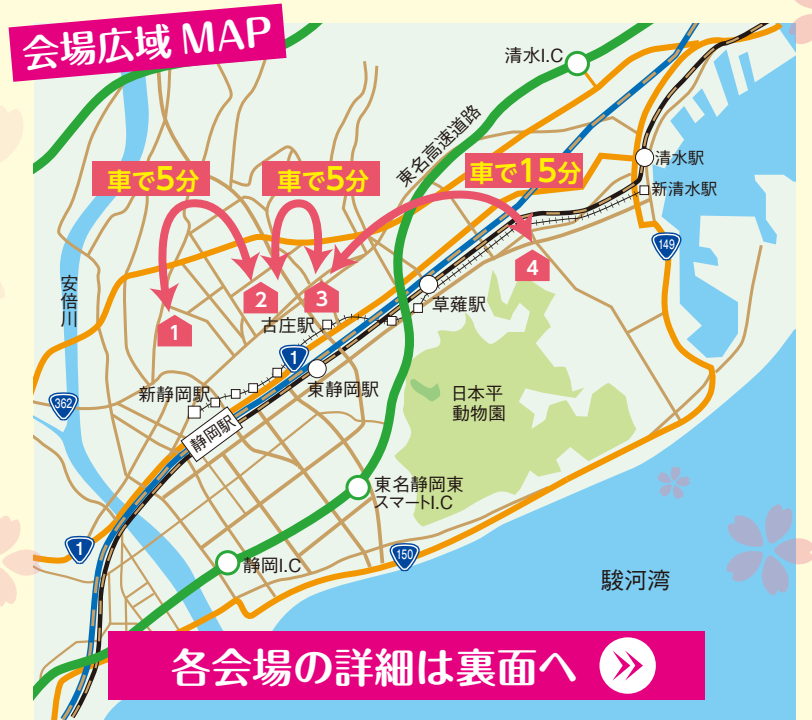 会場広域 MAP
清水I.C
東名高速道路
車で5分
車で5分
車で15分
清水駅
新清水駅
149
安倍川
1
2
3
4
古庄駅
草薙駅
1
362
新静岡駅
東静岡駅
静岡駅
日本平
動物園
東名静岡東
スマートI.C
1
静岡I.C
150
駿河湾
各会場の詳細は裏面へ